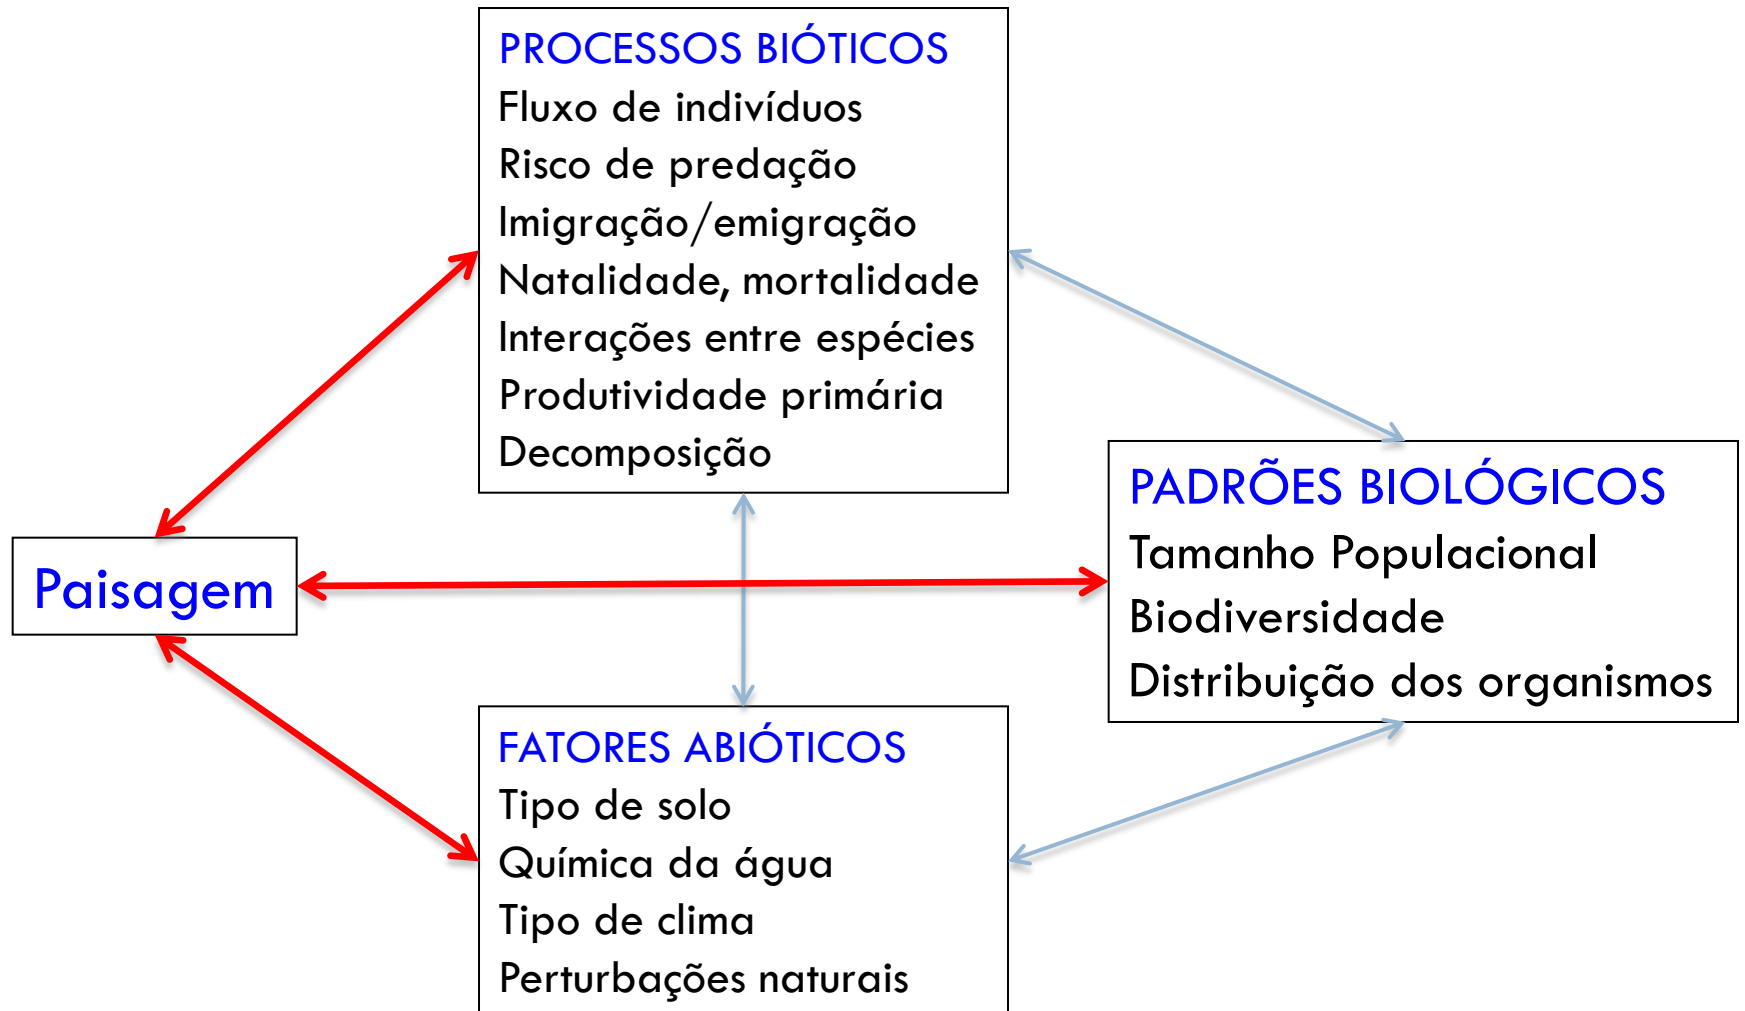 PROCESSOS BIÓTICOS
Fluxo de indivíduos
Risco de predação
Imigração/emigração
Natalidade, mortalidade
Interações entre espécies
Produtividade primária
Decomposição
Paisagem
PADRÕES BIOLÓGICOS
Tamanho Populacional
Biodiversidade
Distribuição dos organismos
FATORES ABIÓTICOS
Tipo de solo
Química da água
Tipo de clima
Perturbações naturais